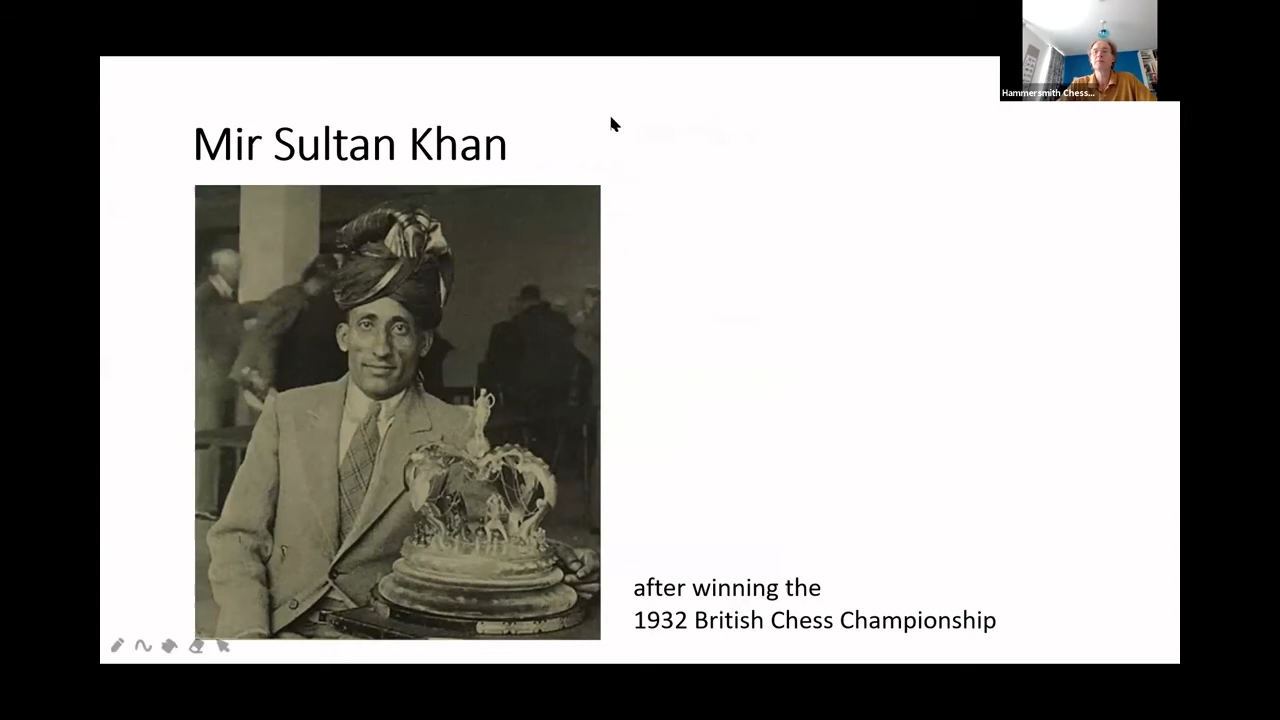 Hammersmith Chess...
Mir Sultan Khan
after winning the
1932 British Chess Championship